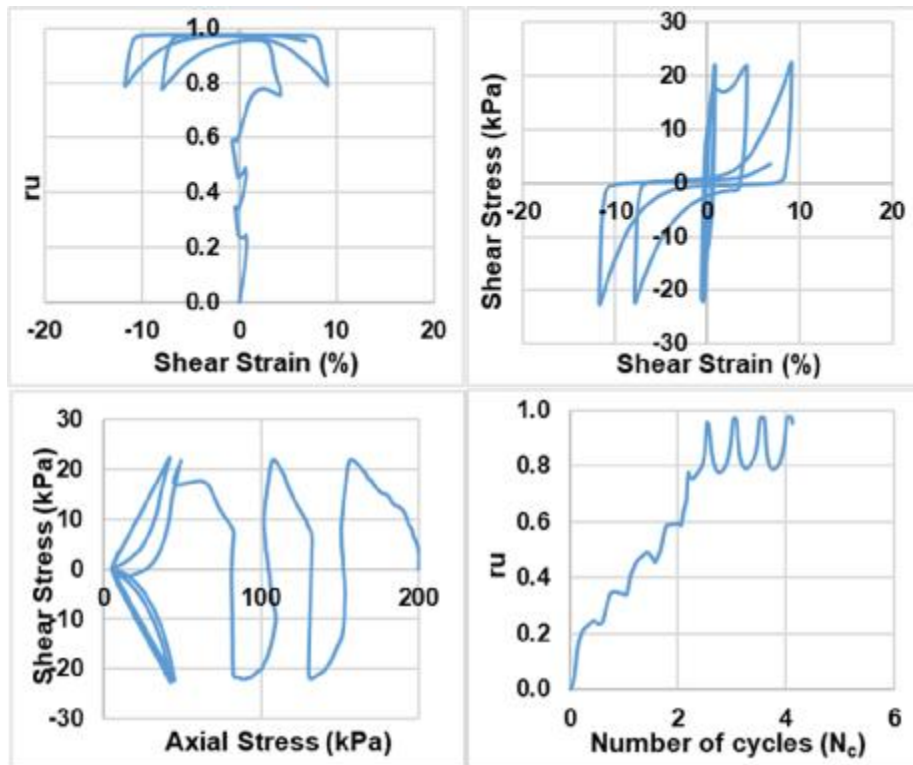 1.0
0.8
0.6
0.4
0.2
0.0
ru
-20 -10 0 10 20
Shear Strain (%)
30
20
10
0
-10
-20
-30
Shear Stress (kPa)
-20 -10 0 10 20
Shear Strain (%)
30
20
10
0
-10
-20
-30
Shear Stress (kPa)
0 100 200
Axial Stress (kPa)
1.0
0.8
0.6
0.4
0.2
0.0
ru
0 2 4 6
Number of cycles (Nc)